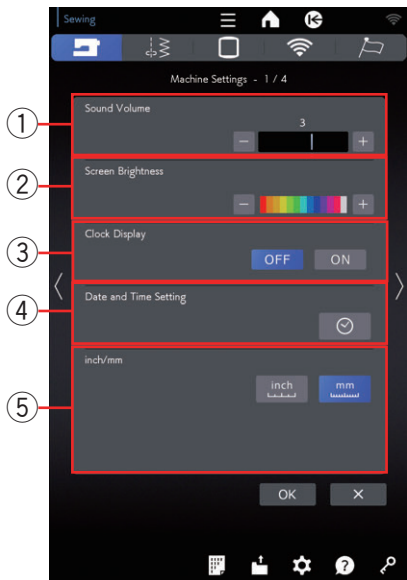 Sewing
Machine Settings - 1 / 4
① Sound Volume
3
− +
② Screen Brightness
− +
③ Clock Display
OFF ON
④ Date and Time Setting
⑤ inch/mm
inch mm
OK ×
?